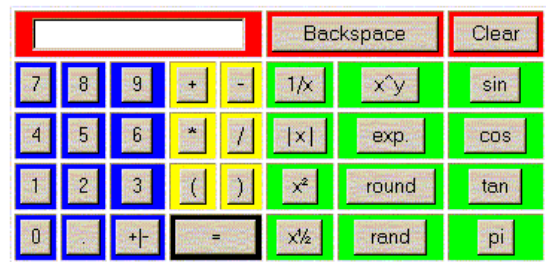 Backspace Clear
7 8 9 + - 1/x x^y sin
4 5 6 * / |x| exp. cos
1 2 3 ( ) x² round tan
0 . +|- = x½ rand pi